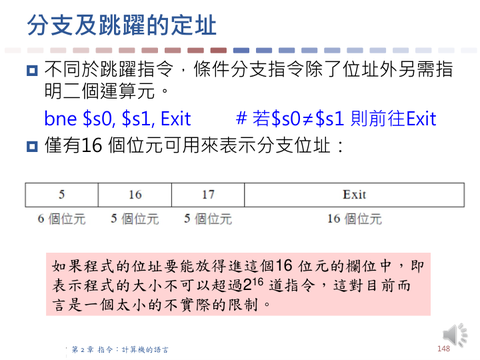 分支及跳躍的定址
不同於跳躍指令，條件分支指令除了位址外另需指
明二個運算元。
bne $s0, $s1, Exit # 若$s0≠$s1 則前往Exit
僅有16 個位元可用來表示分支位址：
5 16 17 Exit
6 個位元 5 個位元 5 個位元 16 個位元
如果程式的位址要能放得進這個16 位元的欄位中，即
表示程式的大小不可以超過2¹⁶ 道指令，這對目前而
言是一個太小的不實際的限制。
第 2 章 指令：計算機的語言 148